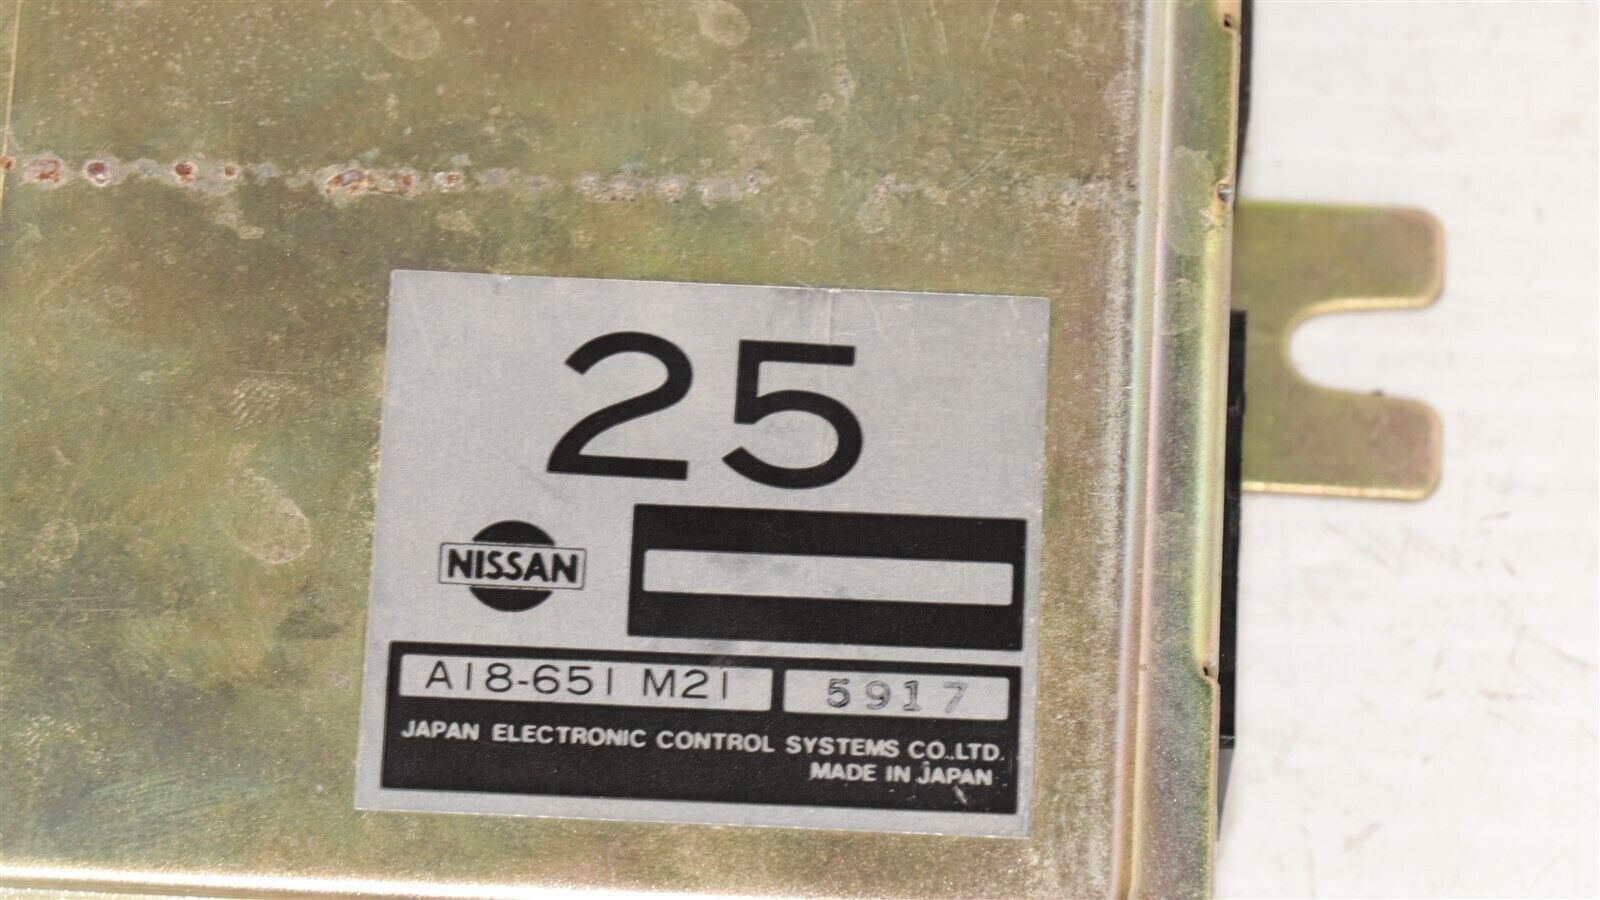 25
NISSAN
A18-651 M21 5917
JAPAN ELECTRONIC CONTROL SYSTEMS CO.,LTD.
MADE IN JAPAN